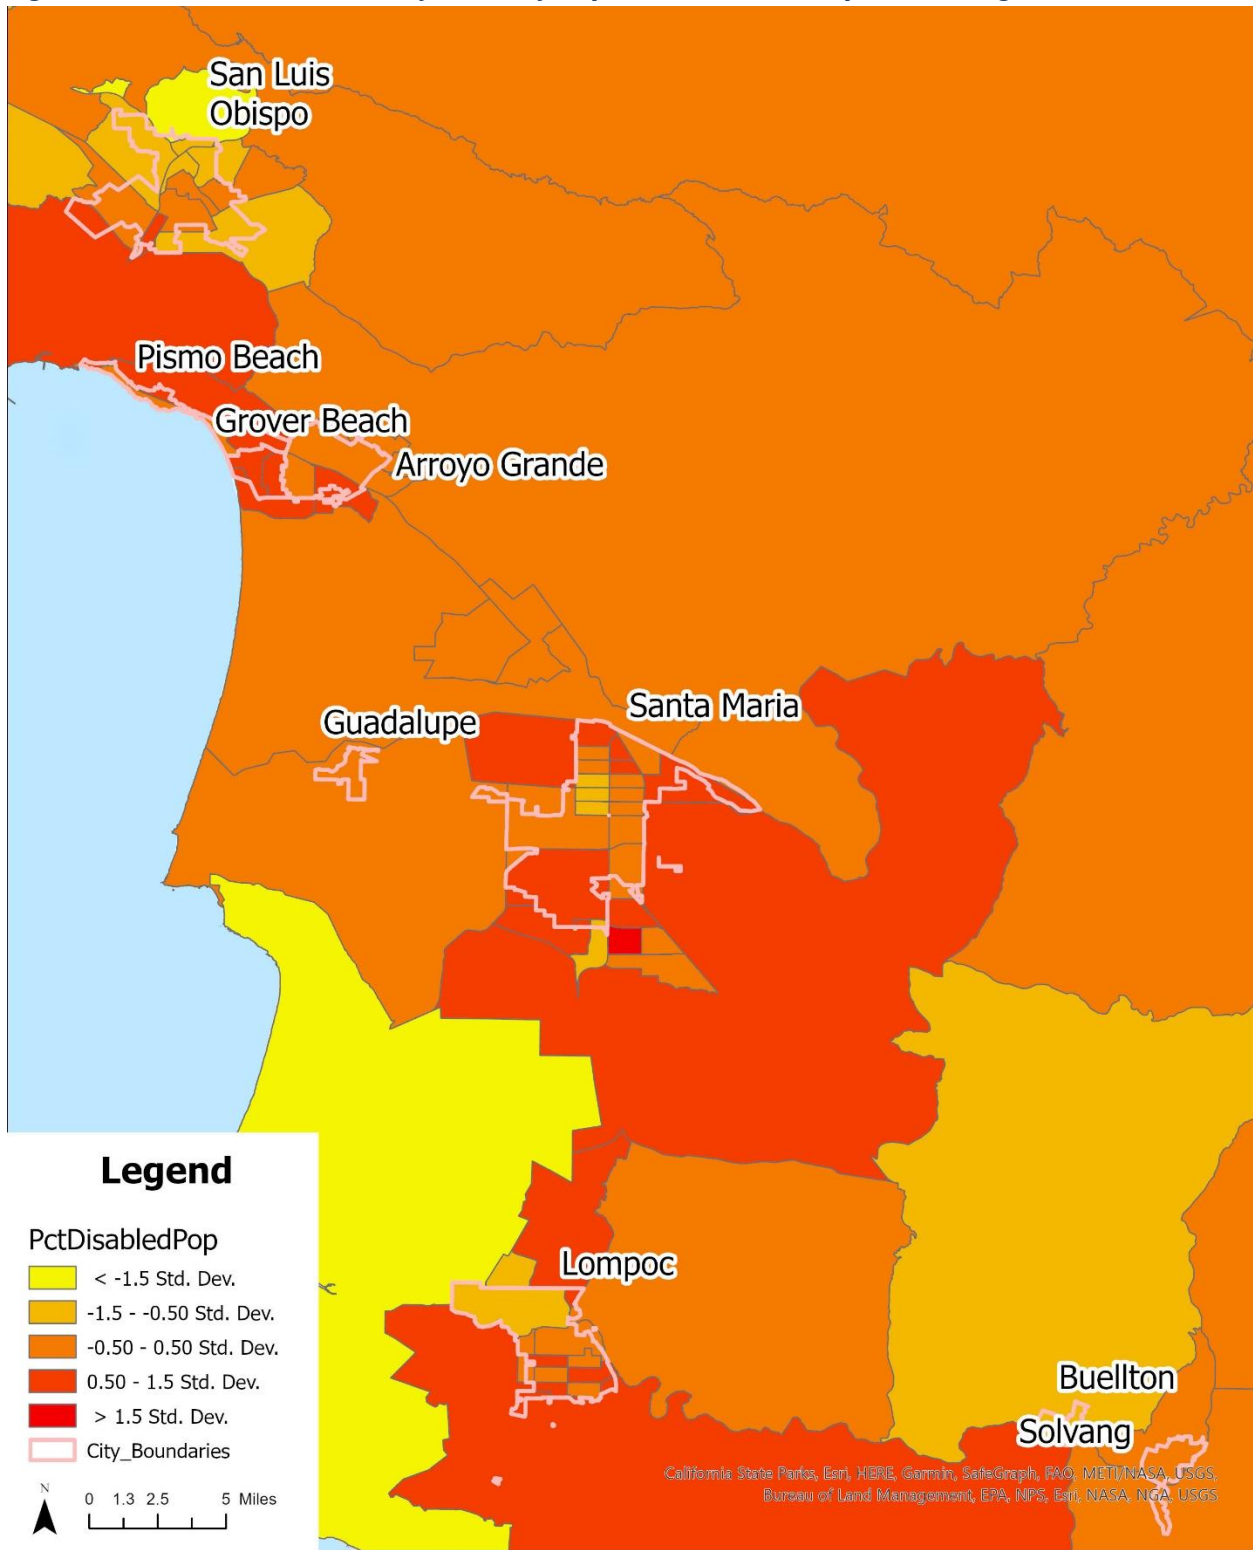 San Luis
Obispo
Pismo Beach
Grover Beach
Arroyo Grande
Santa Maria
Guadalupe
Lompoc
Buellton
Solvang
Legend
PctDisabledPop
< -1.5 Std. Dev.
-1.5 - -0.50 Std. Dev.
-0.50 - 0.50 Std. Dev.
0.50 - 1.5 Std. Dev.
> 1.5 Std. Dev.
City_Boundaries
N
0 1.3 2.5 5 Miles
California State Parks, Esri, HERE, Garmin, SafeGraph, FAO, METI/NASA, USGS,
Bureau of Land Management, EPA, NPS, Esri, NASA, NGA, USGS